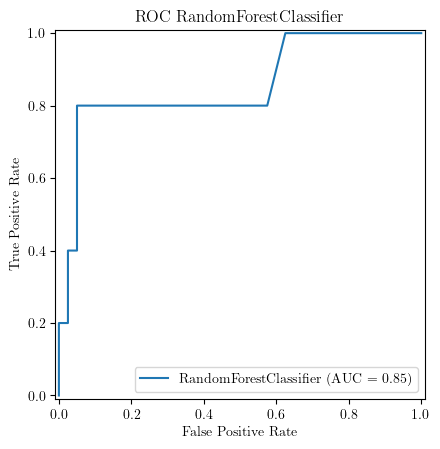 ROC RandomForestClassifier
1.0
0.8
0.6
0.4
0.2
0.0
True Positive Rate
RandomForestClassifier (AUC = 0.85)
0.0 0.2 0.4 0.6 0.8 1.0
False Positive Rate